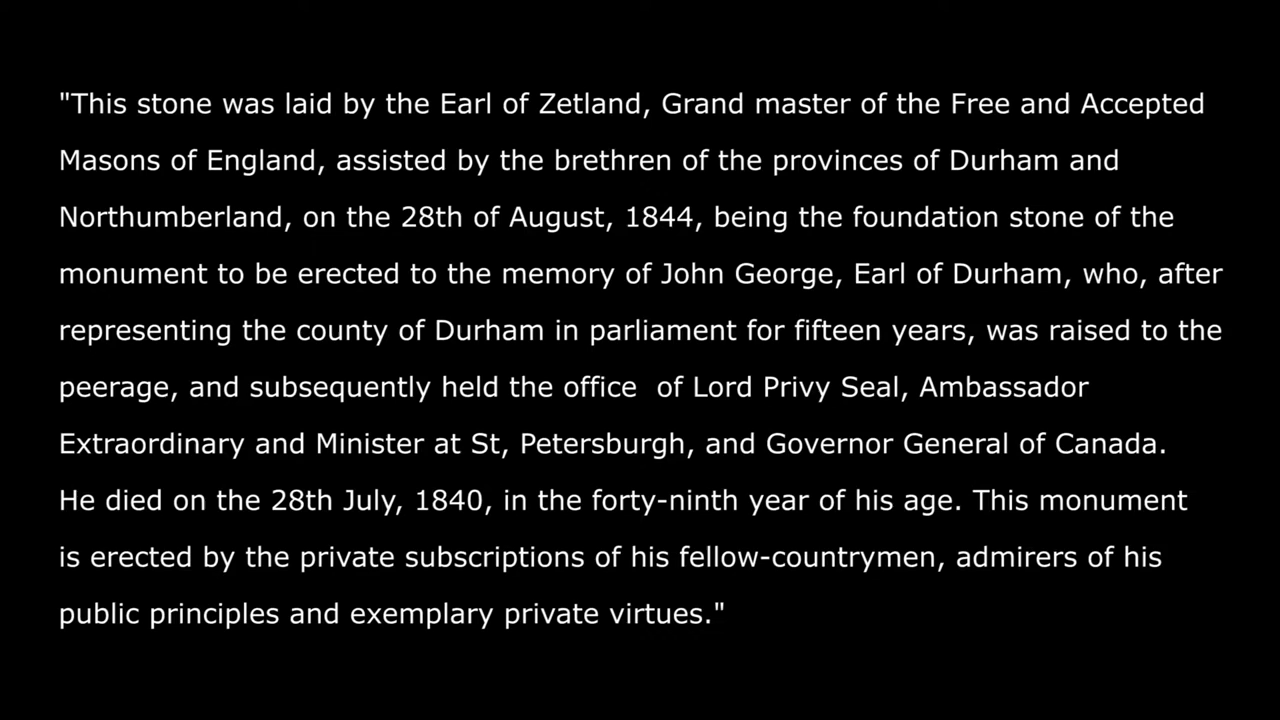 "This stone was laid by the Earl of Zetland, Grand master of the Free and Accepted
Masons of England, assisted by the brethren of the provinces of Durham and
Northumberland, on the 28th of August, 1844, being the foundation stone of the
monument to be erected to the memory of John George, Earl of Durham, who, after
representing the county of Durham in parliament for fifteen years, was raised to the
peerage, and subsequently held the office  of Lord Privy Seal, Ambassador
Extraordinary and Minister at St, Petersburgh, and Governor General of Canada.
He died on the 28th July, 1840, in the forty-ninth year of his age. This monument
is erected by the private subscriptions of his fellow-countrymen, admirers of his
public principles and exemplary private virtues."